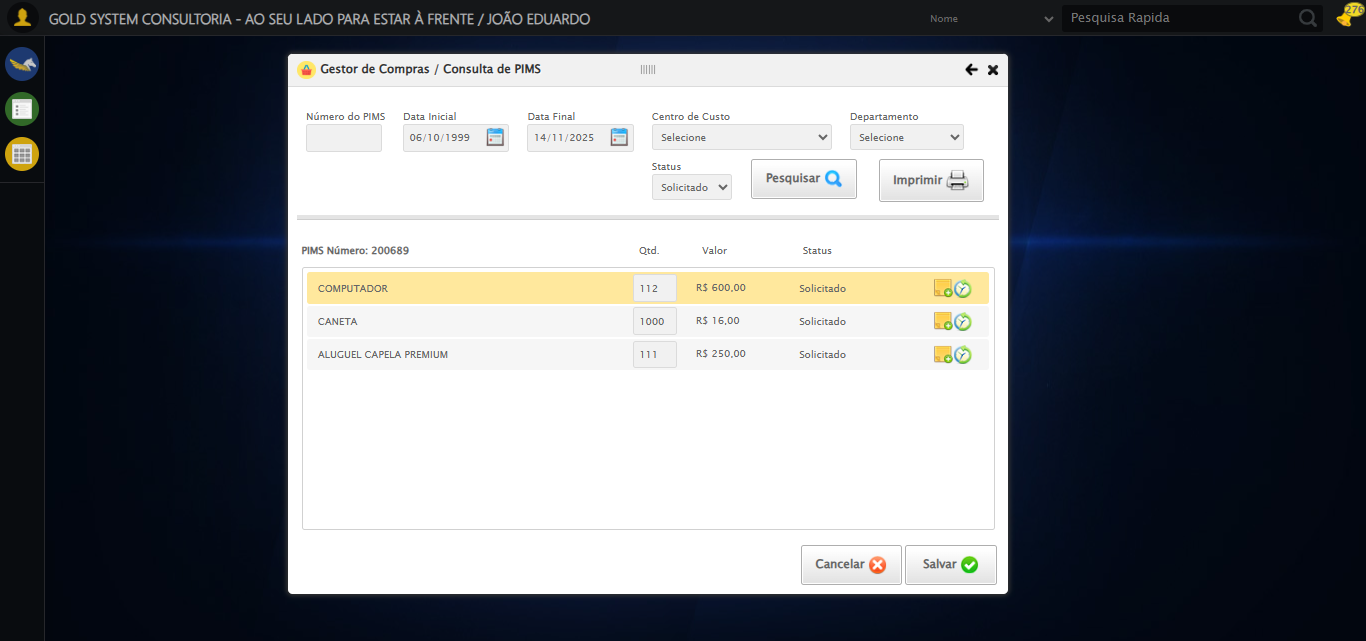 GOLD SYSTEM CONSULTORIA - AO SEU LADO PARA ESTAR À FRENTE / JOÃO EDUARDO
Nome
Pesquisa Rapida
276
Gestor de Compras / Consulta de PIMS
Número do PIMS Data Inicial Data Final Centro de Custo Departamento
06/10/1999 14/11/2025 Selecione Selecione
Status
Solicitado Pesquisar Imprimir
PIMS Número: 200689 Qtd. Valor Status
COMPUTADOR 112 R$ 600,00 Solicitado
CANETA 1000 R$ 16,00 Solicitado
ALUGUEL CAPELA PREMIUM 111 R$ 250,00 Solicitado
Cancelar Salvar